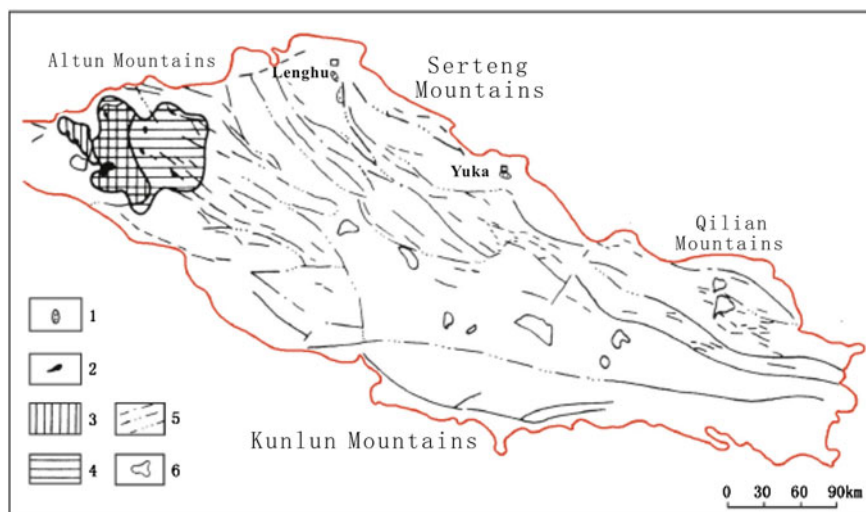 Altun Mountains
Lenghu
Serteng
Mountains
Yuka
Qilian
Mountains
1
2
3
5
4
6
Kunlun Mountains
0 30 60 90km